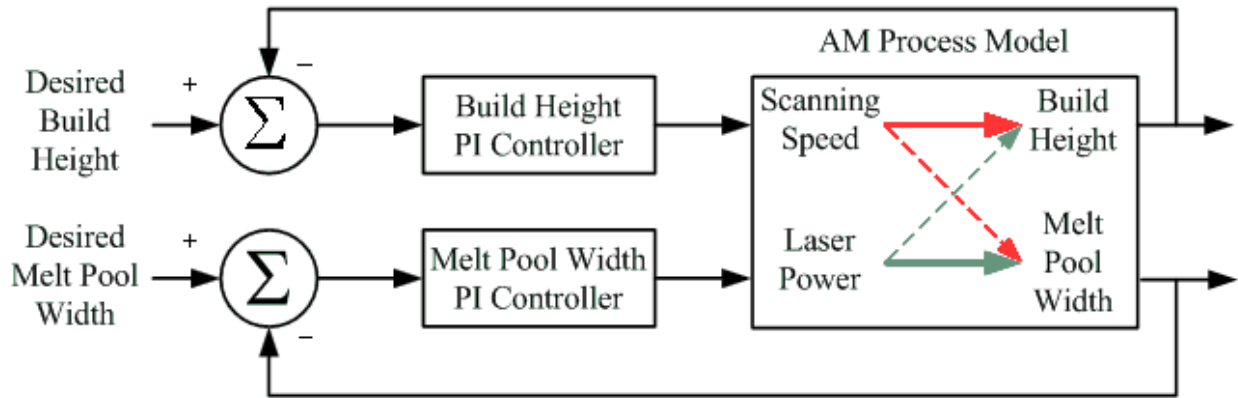 AM Process Model
Desired
Build
Height
+
−
Σ
Build Height
PI Controller
Scanning
Speed
Build
Height
Desired
Melt Pool
Width
+
−
Σ
Melt Pool Width
PI Controller
Laser
Power
Melt
Pool
Width